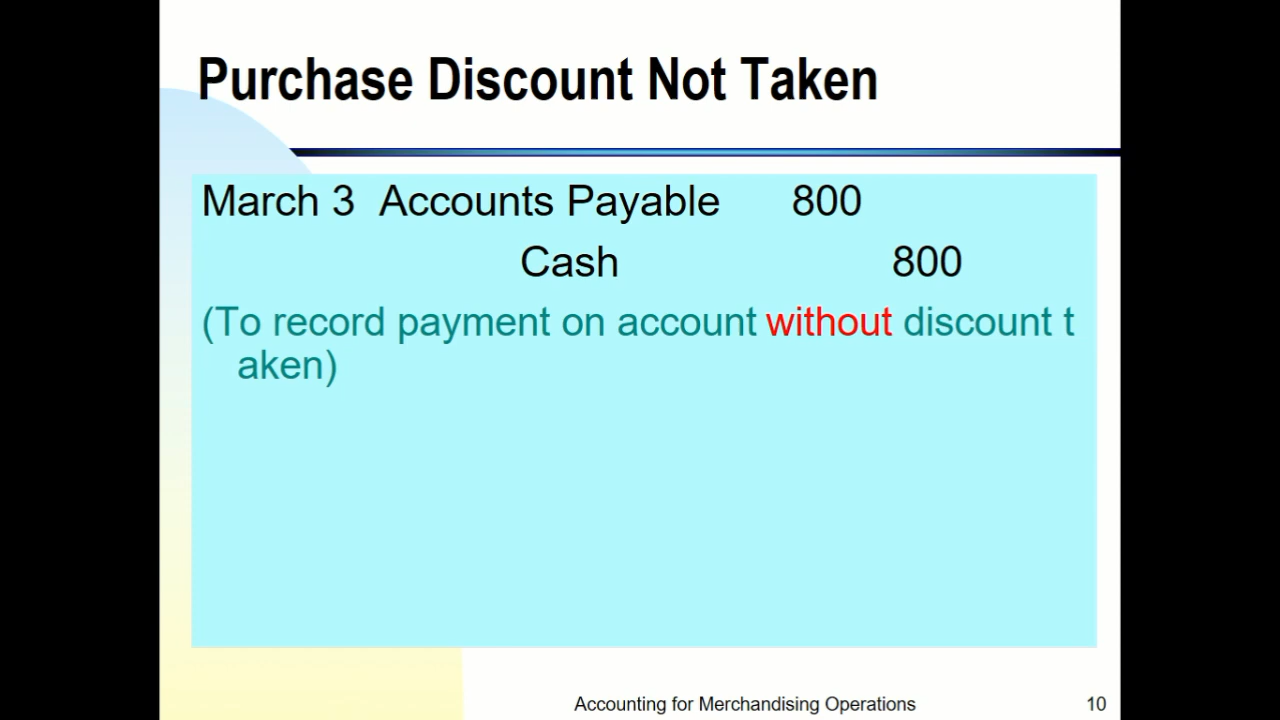 Purchase Discount Not Taken
March 3 Accounts Payable 800
Cash 800
(To record payment on account without discount t
aken)
Accounting for Merchandising Operations 10